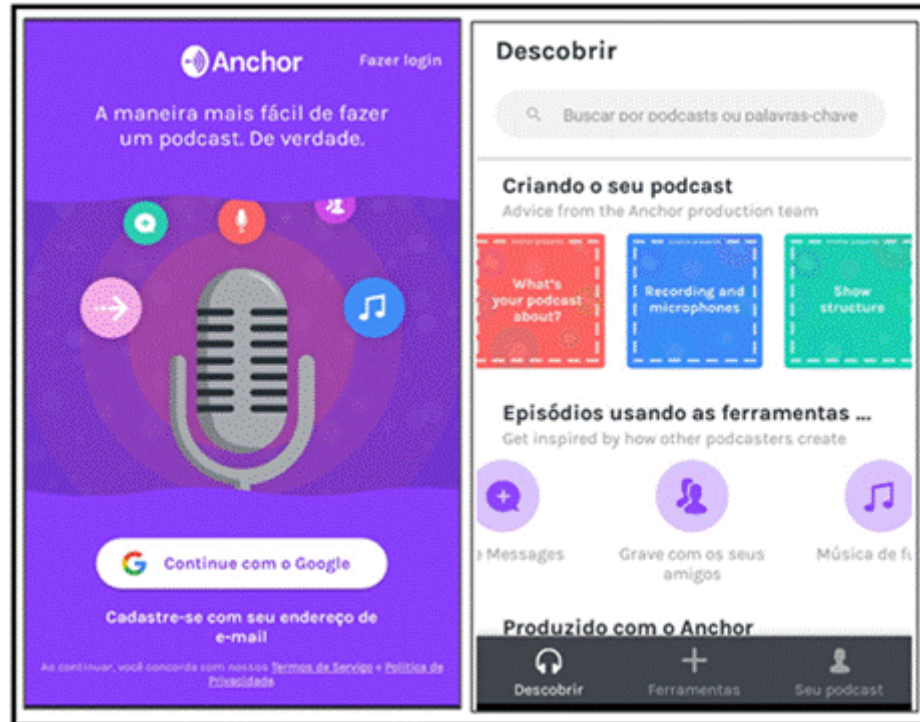 Anchor
Fazer login
A maneira mais fácil de fazer
um podcast. De verdade.
Continue com o Google
Cadastre-se com seu endereço de
e-mail
Ao continuar, você concorda com nossos Termos de Serviço e Política de
Privacidade
Descobrir
Buscar por podcasts ou palavras-chave
Criando o seu podcast
Advice from the Anchor production team
What's
your podcast
about?
Recording and
microphones
Show
structure
Episódios usando as ferramentas ...
Get inspired by how other podcasters create
e Messages
Grave com os seus
amigos
Música de fu
Produzido com o Anchor
Descobrir
Ferramentas
Seu podcast